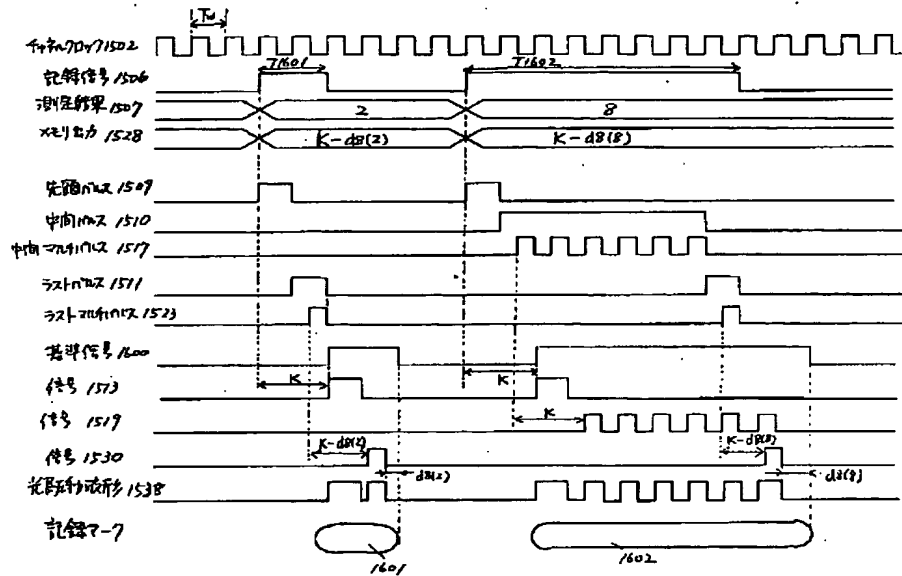 Tw
チャネルクロック1502
T1601
T1602
記録信号1506
測定結果1507
2
8
メモリ出力1528
K-d8(2)
K-d8(8)
先頭パルス1509
中間パルス1510
中間マルチパルス1517
ラストパルス1511
ラストマルチパルス1523
基準信号1600
K
K
信号1513
K
信号1519
K-d8(2)
K-d8(8)
信号1530
d8(2)
d8(8)
光駆動波形1538
記録マーク
1601
1602